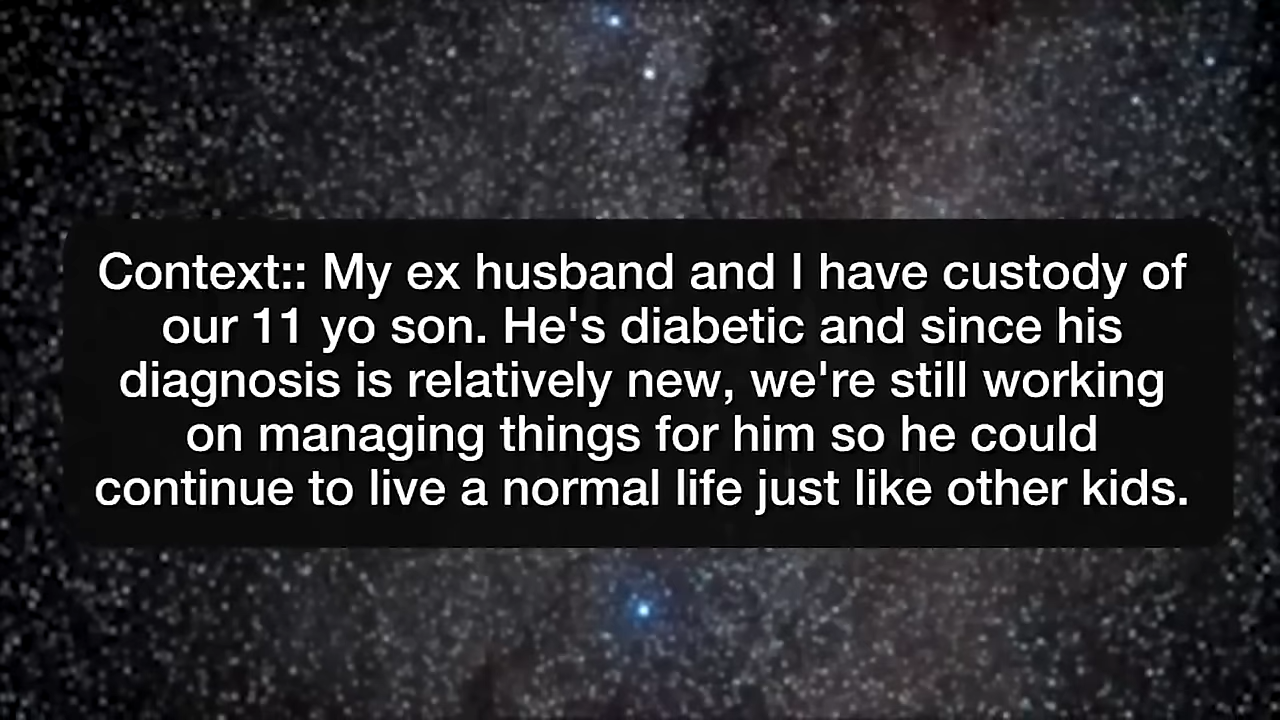 Context:: My ex husband and I have custody of
our 11 yo son. He's diabetic and since his
diagnosis is relatively new, we're still working
on managing things for him so he could
continue to live a normal life just like other kids.